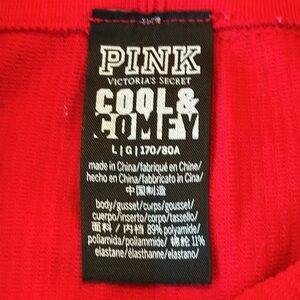 PINK
VICTORIA'S SECRET
COOL&
COMFY
L | G | 170/80A
made in China/fabriqué en Chine/
hecho en China/fabbricato in Cina/
中国制造
body/gusset/corps/gousset/
cuerpo/inserto/corpo/tassello/
面料 / 内档 89% polyamide/
poliamida/poliammide/ 锦纶 11%
elastane/élasthanne/elastano/